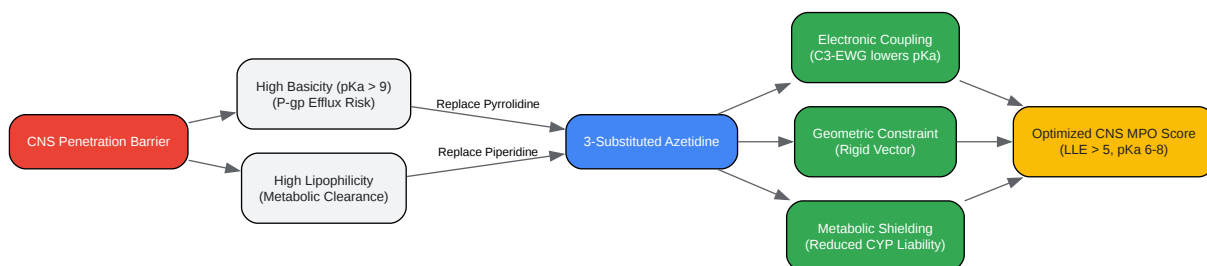 CNS Penetration Barrier
High Basicity (pKa > 9)
(P-gp Efflux Risk)
High Lipophilicity
(Metabolic Clearance)
Replace Pyrrolidine
Replace Piperidine
3-Substituted Azetidine
Electronic Coupling
(C3-EWG lowers pKa)
Geometric Constraint
(Rigid Vector)
Metabolic Shielding
(Reduced CYP Liability)
Optimized CNS MPO Score
(LLE > 5, pKa 6-8)